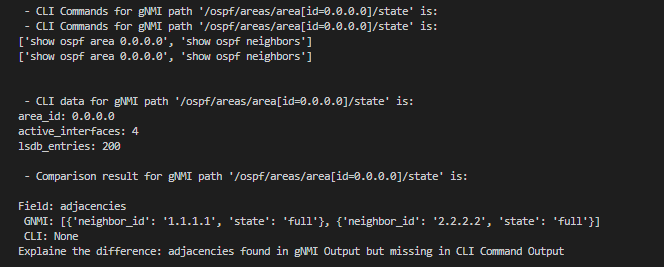 - CLI Commands for gNMI path '/ospf/areas/area[id=0.0.0.0]/state' is:
- CLI Commands for gNMI path '/ospf/areas/area[id=0.0.0.0]/state' is:
['show ospf area 0.0.0.0', 'show ospf neighbors']
['show ospf area 0.0.0.0', 'show ospf neighbors']
- CLI data for gNMI path '/ospf/areas/area[id=0.0.0.0]/state' is:
area_id: 0.0.0.0
active_interfaces: 4
lsdb_entries: 200
- Comparison result for gNMI path '/ospf/areas/area[id=0.0.0.0]/state' is:
Field: adjacencies
GNMI: [{'neighbor_id': '1.1.1.1', 'state': 'full'}, {'neighbor_id': '2.2.2.2', 'state': 'full'}]
CLI: None
Explaine the difference: adjacencies found in gNMI Output but missing in CLI Command Output